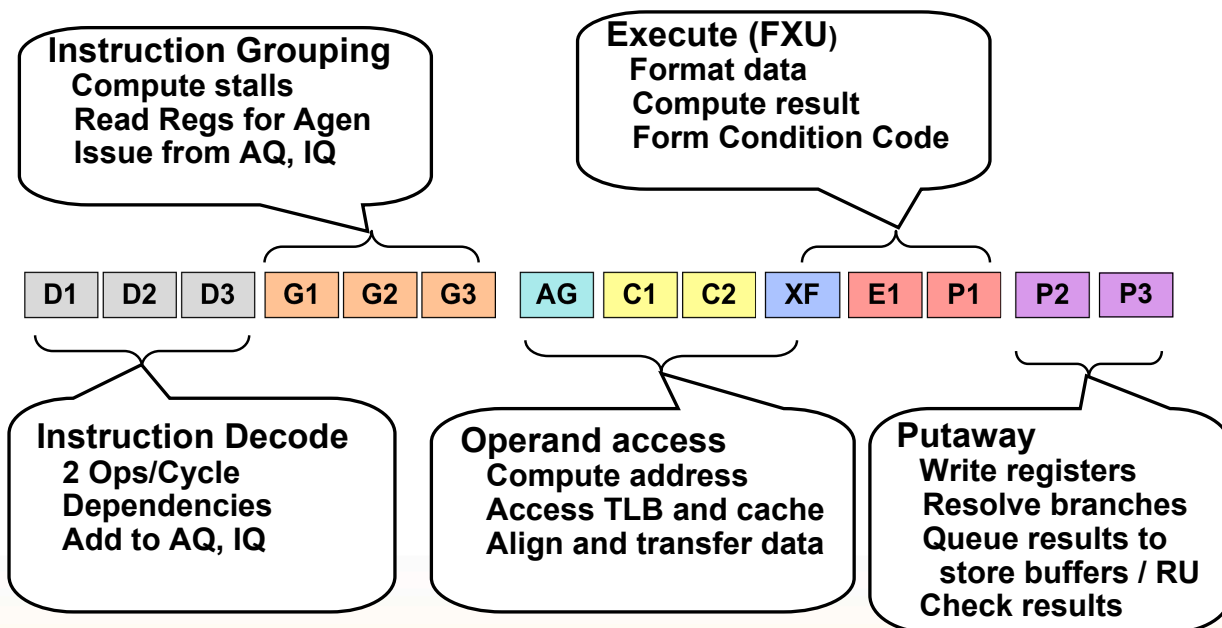 Instruction Grouping
Compute stalls
Read Regs for Agen
Issue from AQ, IQ
Execute (FXU)
Format data
Compute result
Form Condition Code
D1 D2 D3 G1 G2 G3 AG C1 C2 XF E1 P1 P2 P3
Instruction Decode
2 Ops/Cycle
Dependencies
Add to AQ, IQ
Operand access
Compute address
Access TLB and cache
Align and transfer data
Putaway
Write registers
Resolve branches
Queue results to
store buffers / RU
Check results